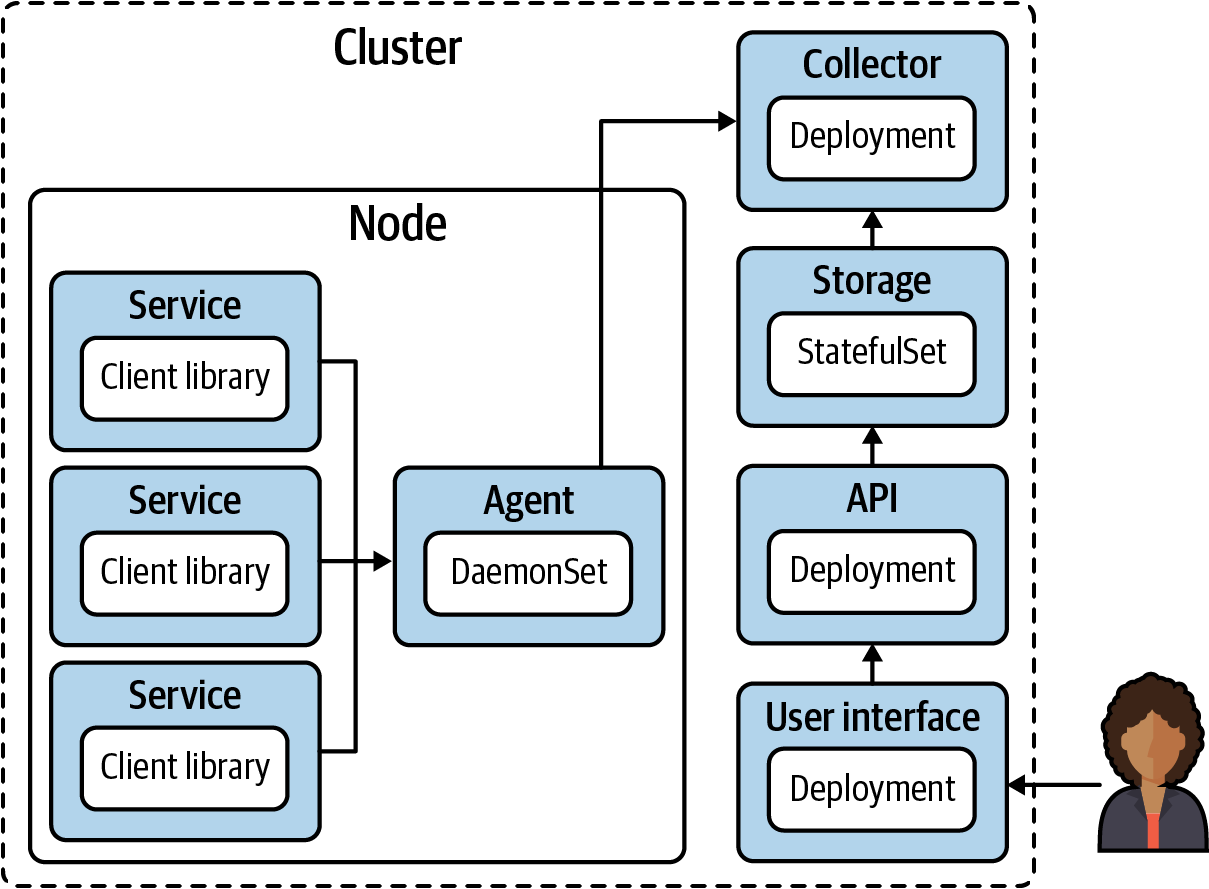 Cluster
Collector
Deployment
Node
Service
Client library
Storage
StatefulSet
Service
Client library
Agent
DaemonSet
API
Deployment
Service
Client library
User interface
Deployment